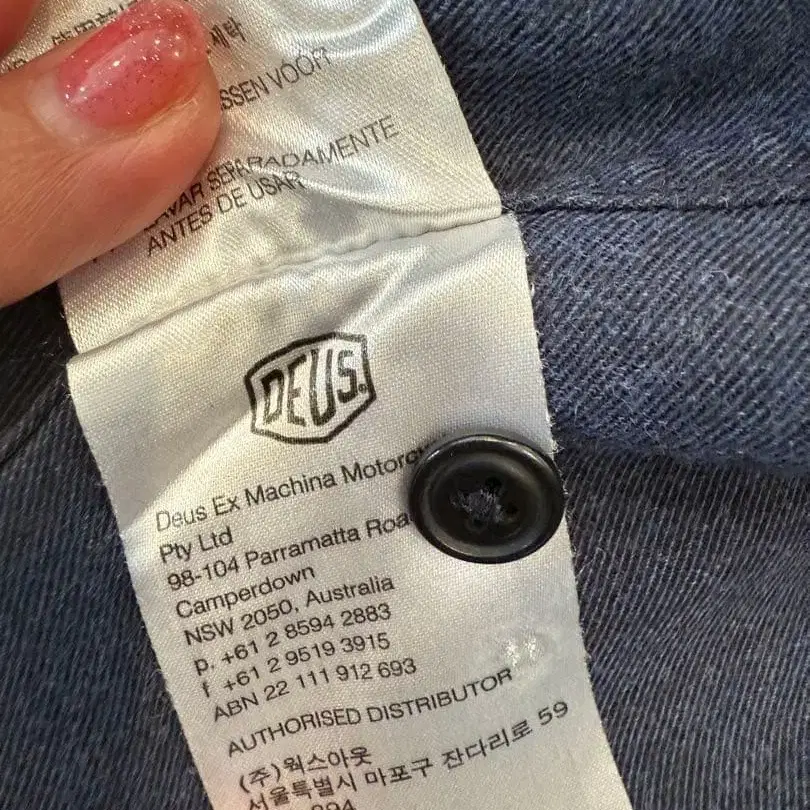 세탁
SSEN VOOR
LAVAR SEPARADAMENTE
ANTES DE USAR
DEUS.
Deus Ex Machina
Pty Ltd
98-104 Parramatta
Camperdown
NSW 2050, Australia
p. +61 2 8594 2883
f +61 2 9519 3915
ABN 22 111 912 693
AUTHORISED DISTRIBUTOR
(주)웍스아웃
서울특별시 마포구 잔다리로 59